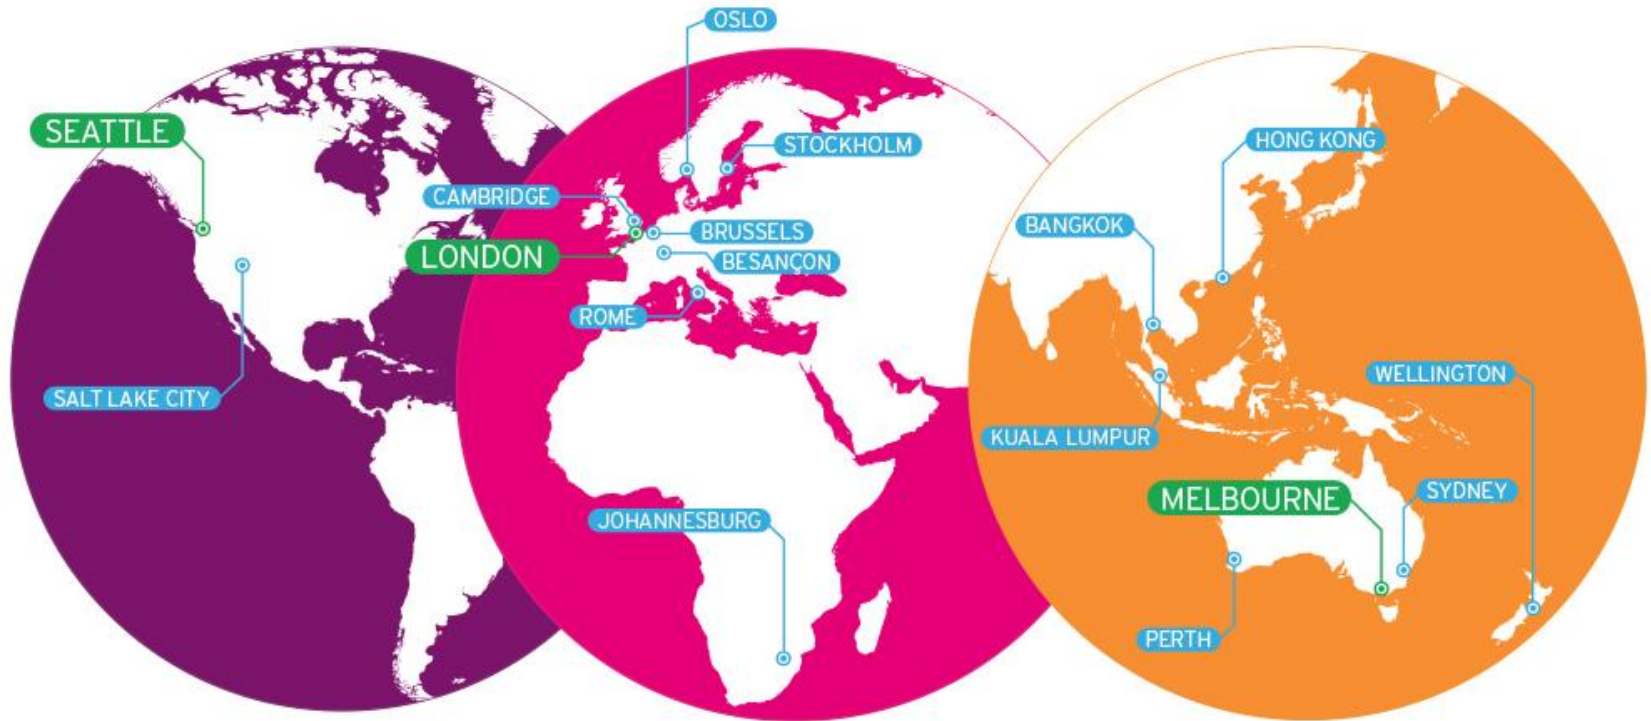 SEATTLE
SALT LAKE CITY
OSLO
STOCKHOLM
CAMBRIDGE
BRUSSELS
LONDON
BESANÇON
ROME
JOHANNESBURG
HONG KONG
BANGKOK
WELLINGTON
KUALA LUMPUR
SYDNEY
MELBOURNE
PERTH